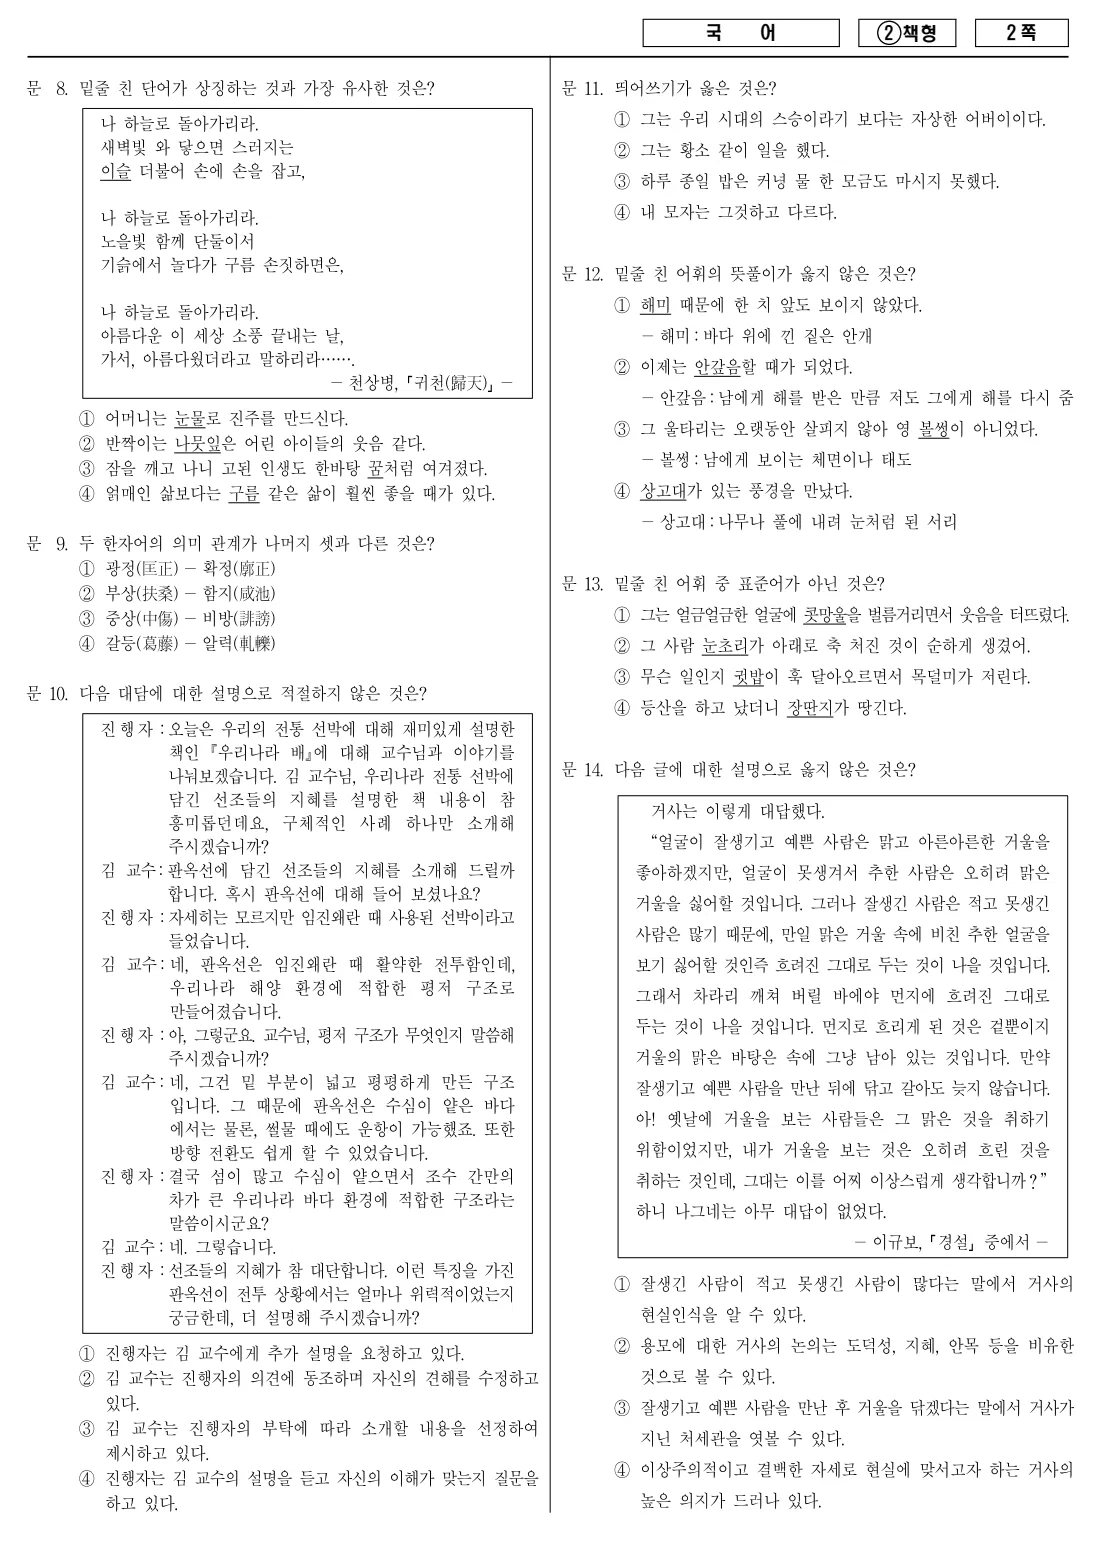 국 어
②책형
2쪽
문 8. 밑줄 친 단어가 상징하는 것과 가장 유사한 것은?
나 하늘로 돌아가리라.
새벽빛 와 닿으면 스러지는
이슬 더불어 손에 손을 잡고,
나 하늘로 돌아가리라.
노을빛 함께 단둘이서
기슭에서 놀다가 구름 손짓하면은,
나 하늘로 돌아가리라.
아름다운 이 세상 소풍 끝내는 날,
가서, 아름다웠더라고 말하리라…….
－ 천상병, 「귀천(歸天)」 －
① 어머니는 눈물로 진주를 만드신다.
② 반짝이는 나뭇잎은 어린 아이들의 웃음 같다.
③ 잠을 깨고 나니 고된 인생도 한바탕 꿈처럼 여겨졌다.
④ 얽매인 삶보다는 구름 같은 삶이 훨씬 좋을 때가 있다.
문 9. 두 한자어의 의미 관계가 나머지 셋과 다른 것은?
① 광정(匡正) － 확정(廓正)
② 부상(扶桑) － 함지(咸池)
③ 중상(中傷) － 비방(誹謗)
④ 갈등(葛藤) － 알력(軋轢)
문 10. 다음 대담에 대한 설명으로 적절하지 않은 것은?
진행자 : 오늘은 우리의 전통 선박에 대해 재미있게 설명한
책인 『우리나라 배』에 대해 교수님과 이야기를
나눠보겠습니다. 김 교수님, 우리나라 전통 선박에
담긴 선조들의 지혜를 설명한 책 내용이 참
흥미롭던데요, 구체적인 사례 하나만 소개해
주시겠습니까?
김 교수 : 판옥선에 담긴 선조들의 지혜를 소개해 드릴까
합니다. 혹시 판옥선에 대해 들어 보셨나요?
진행자 : 자세히는 모르지만 임진왜란 때 사용된 선박이라고
들었습니다.
김 교수 : 네, 판옥선은 임진왜란 때 활약한 전투함인데,
우리나라 해양 환경에 적합한 평저 구조로
만들어졌습니다.
진행자 : 아, 그렇군요. 교수님, 평저 구조가 무엇인지 말씀해
주시겠습니까?
김 교수 : 네, 그건 밑 부분이 넓고 평평하게 만든 구조
입니다. 그 때문에 판옥선은 수심이 얕은 바다
에서는 물론, 썰물 때에도 운항이 가능했죠. 또한
방향 전환도 쉽게 할 수 있었습니다.
진행자 : 결국 섬이 많고 수심이 얕으면서 조수 간만의
차가 큰 우리나라 바다 환경에 적합한 구조라는
말씀이시군요?
김 교수 : 네. 그렇습니다.
진행자 : 선조들의 지혜가 참 대단합니다. 이런 특징을 가진
판옥선이 전투 상황에서는 얼마나 위력적이었는지
궁금한데, 더 설명해 주시겠습니까?
① 진행자는 김 교수에게 추가 설명을 요청하고 있다.
② 김 교수는 진행자의 의견에 동조하며 자신의 견해를 수정하고
있다.
③ 김 교수는 진행자의 부탁에 따라 소개할 내용을 선정하여
제시하고 있다.
④ 진행자는 김 교수의 설명을 듣고 자신의 이해가 맞는지 질문을
하고 있다.
문 11. 띄어쓰기가 옳은 것은?
① 그는 우리 시대의 스승이라기 보다는 자상한 어버이이다.
② 그는 황소 같이 일을 했다.
③ 하루 종일 밥은 커녕 물 한 모금도 마시지 못했다.
④ 내 모자는 그것하고 다르다.
문 12. 밑줄 친 어휘의 뜻풀이가 옳지 않은 것은?
① 해미 때문에 한 치 앞도 보이지 않았다.
－ 해미 : 바다 위에 낀 짙은 안개
② 이제는 안갚음할 때가 되었다.
－ 안갚음 : 남에게 해를 받은 만큼 저도 그에게 해를 다시 줌
③ 그 울타리는 오랫동안 살피지 않아 영 볼썽이 아니었다.
－ 볼썽 : 남에게 보이는 체면이나 태도
④ 상고대가 있는 풍경을 만났다.
－ 상고대 : 나무나 풀에 내려 눈처럼 된 서리
문 13. 밑줄 친 어휘 중 표준어가 아닌 것은?
① 그는 얼금얼금한 얼굴에 콧망울을 벌름거리면서 웃음을 터뜨렸다.
② 그 사람 눈초리가 아래로 축 처진 것이 순하게 생겼어.
③ 무슨 일인지 귓밥이 훅 달아오르면서 목덜미가 저린다.
④ 등산을 하고 났더니 장딴지가 땅긴다.
문 14. 다음 글에 대한 설명으로 옳지 않은 것은?
거사는 이렇게 대답했다.
“얼굴이 잘생기고 예쁜 사람은 맑고 아른아른한 거울을
좋아하겠지만, 얼굴이 못생겨서 추한 사람은 오히려 맑은
거울을 싫어할 것입니다. 그러나 잘생긴 사람은 적고 못생긴
사람은 많기 때문에, 만일 맑은 거울 속에 비친 추한 얼굴을
보기 싫어할 것인즉 흐려진 그대로 두는 것이 나을 것입니다.
그래서 차라리 깨쳐 버릴 바에야 먼지에 흐려진 그대로
두는 것이 나을 것입니다. 먼지로 흐리게 된 것은 겉뿐이지
거울의 맑은 바탕은 속에 그냥 남아 있는 것입니다. 만약
잘생기고 예쁜 사람을 만난 뒤에 닦고 갈아도 늦지 않습니다.
아! 옛날에 거울을 보는 사람들은 그 맑은 것을 취하기
위함이었지만, 내가 거울을 보는 것은 오히려 흐린 것을
취하는 것인데, 그대는 이를 어찌 이상스럽게 생각합니까?”
하니 나그네는 아무 대답이 없었다.
－ 이규보, 「경설」 중에서 －
① 잘생긴 사람이 적고 못생긴 사람이 많다는 말에서 거사의
현실인식을 알 수 있다.
② 용모에 대한 거사의 논의는 도덕성, 지혜, 안목 등을 비유한
것으로 볼 수 있다.
③ 잘생기고 예쁜 사람을 만난 후 거울을 닦겠다는 말에서 거사가
지닌 처세관을 엿볼 수 있다.
④ 이상주의적이고 결백한 자세로 현실에 맞서고자 하는 거사의
높은 의지가 드러나 있다.